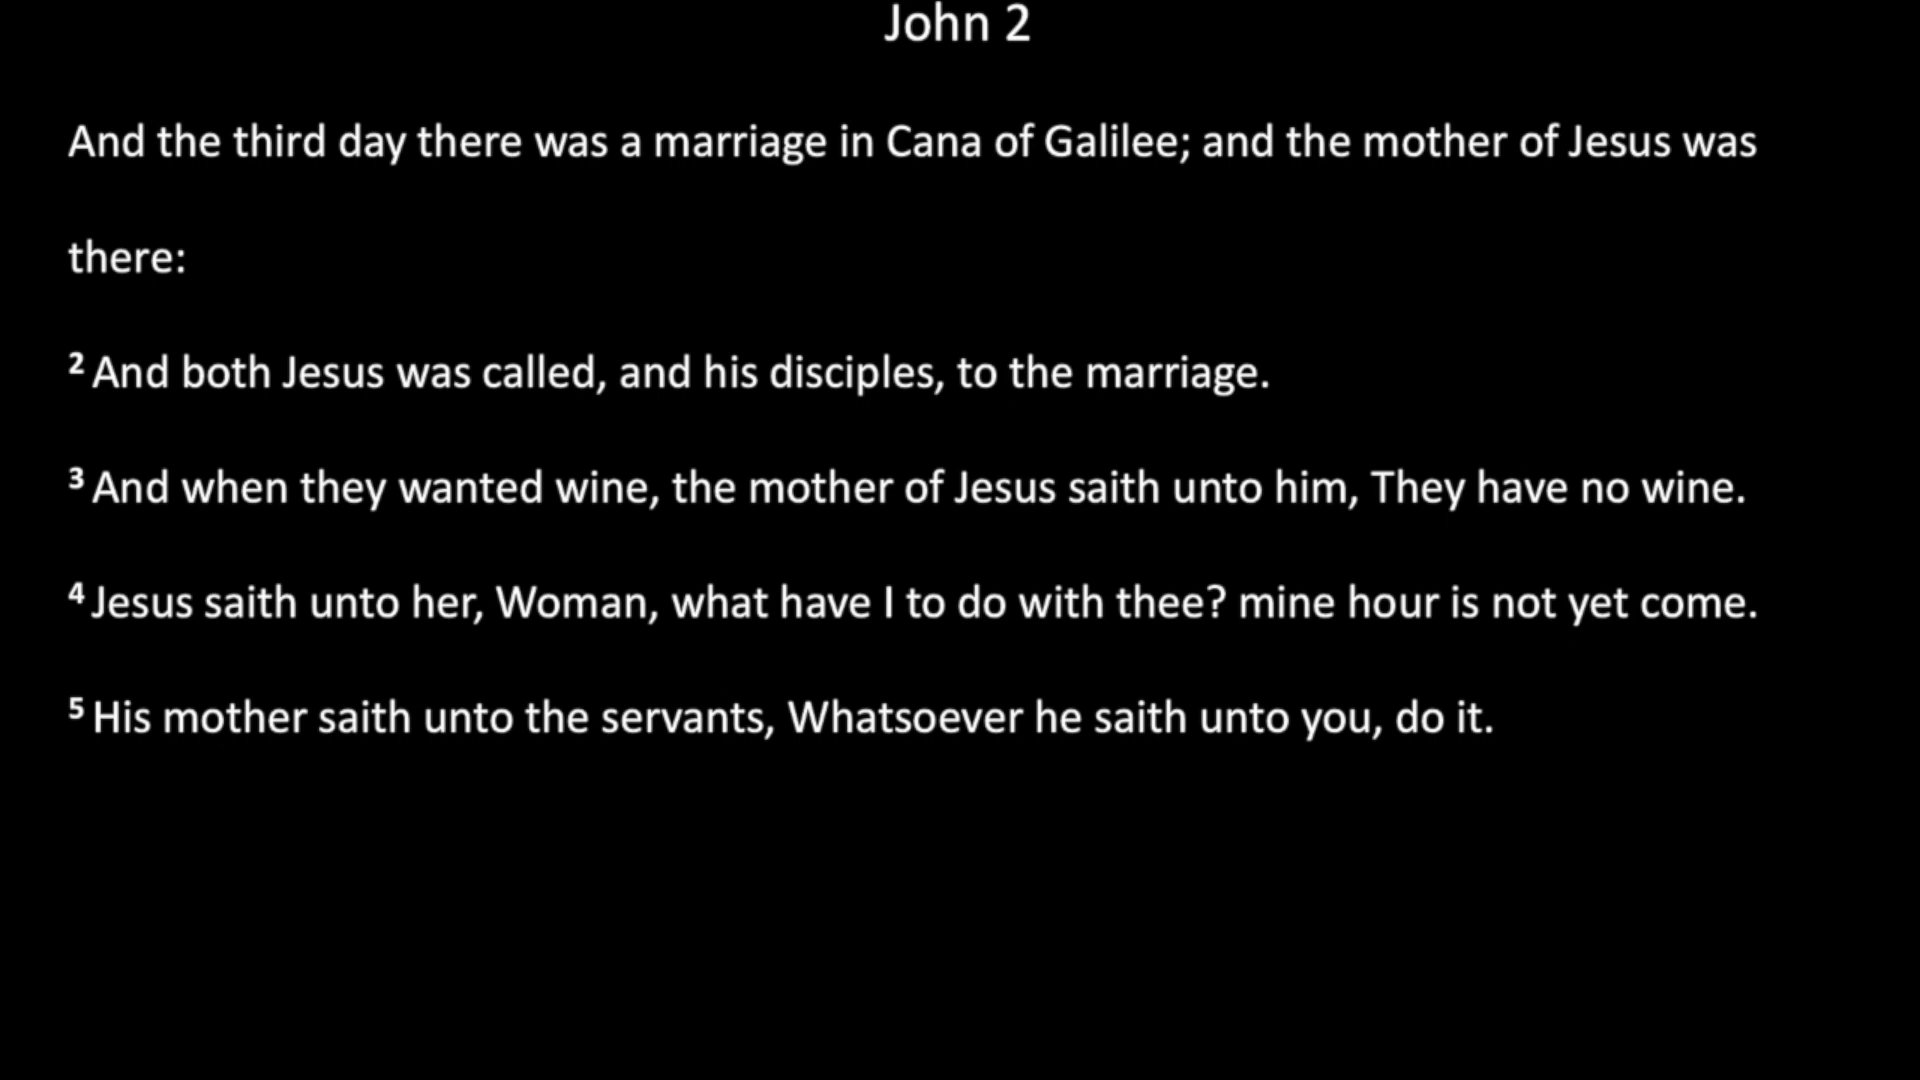 John 2
And the third day there was a marriage in Cana of Galilee; and the mother of Jesus was
there:
2 And both Jesus was called, and his disciples, to the marriage.
3 And when they wanted wine, the mother of Jesus saith unto him, They have no wine.
4 Jesus saith unto her, Woman, what have I to do with thee? mine hour is not yet come.
5 His mother saith unto the servants, Whatsoever he saith unto you, do it.